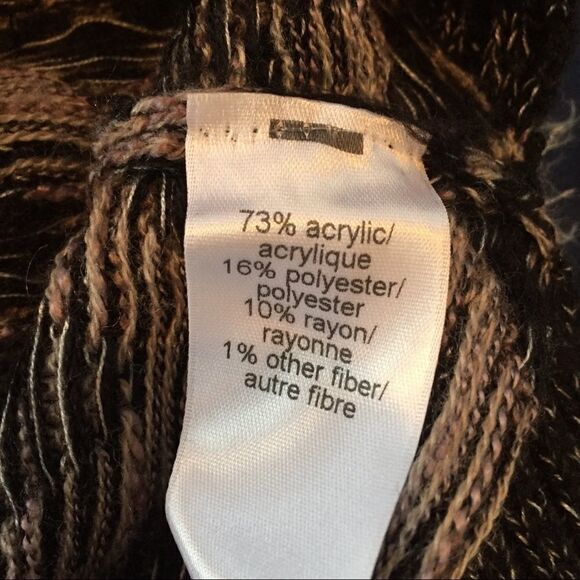 73% acrylic/
acrylique
16% polyester/
polyester
10% rayon/
rayonne
1% other fiber/
autre fibre